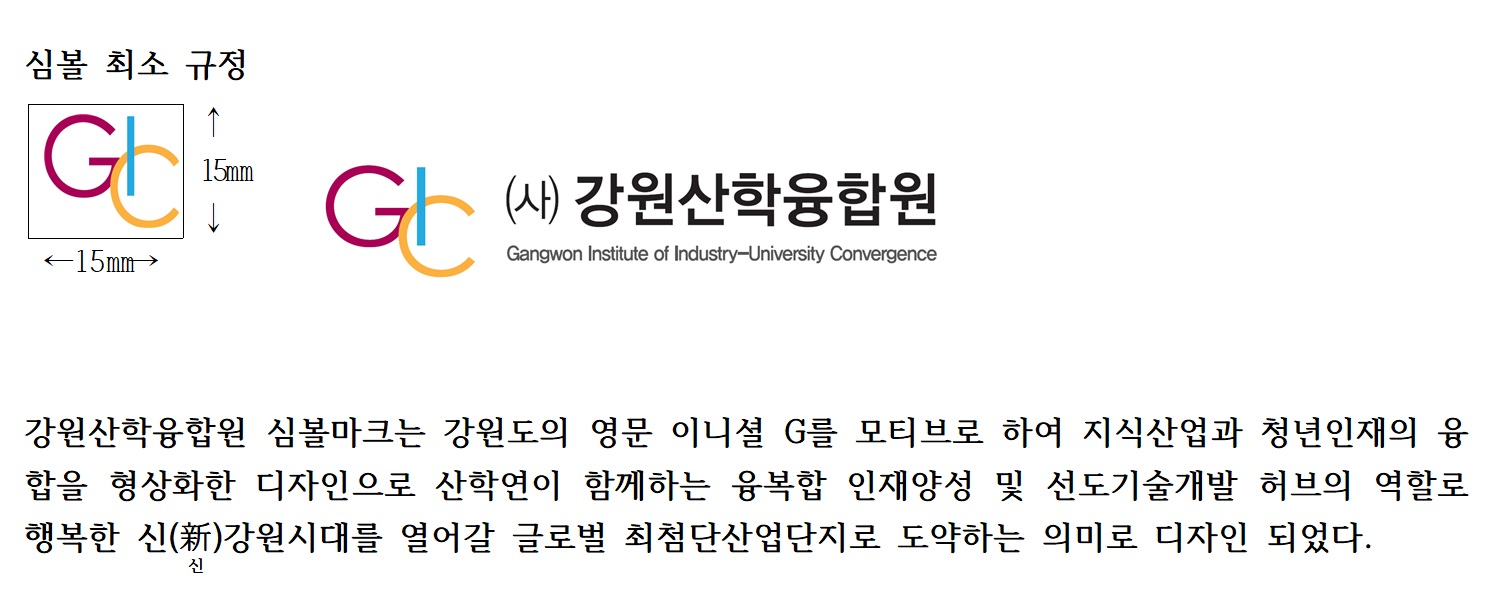 심볼 최소 규정
GIC
↑
15mm
↓
←15mm→
GIC
(사) 강원산학융합원
Gangwon Institute of Industry-University Convergence
강원산학융합원 심볼마크는 강원도의 영문 이니셜 G를 모티브로 하여 지식산업과 청년인재의 융
합을 형상화한 디자인으로 산학연이 함께하는 융복합 인재양성 및 선도기술개발 허브의 역할로
행복한 신(新)강원시대를 열어갈 글로벌 최첨단산업단지로 도약하는 의미로 디자인 되었다.
신